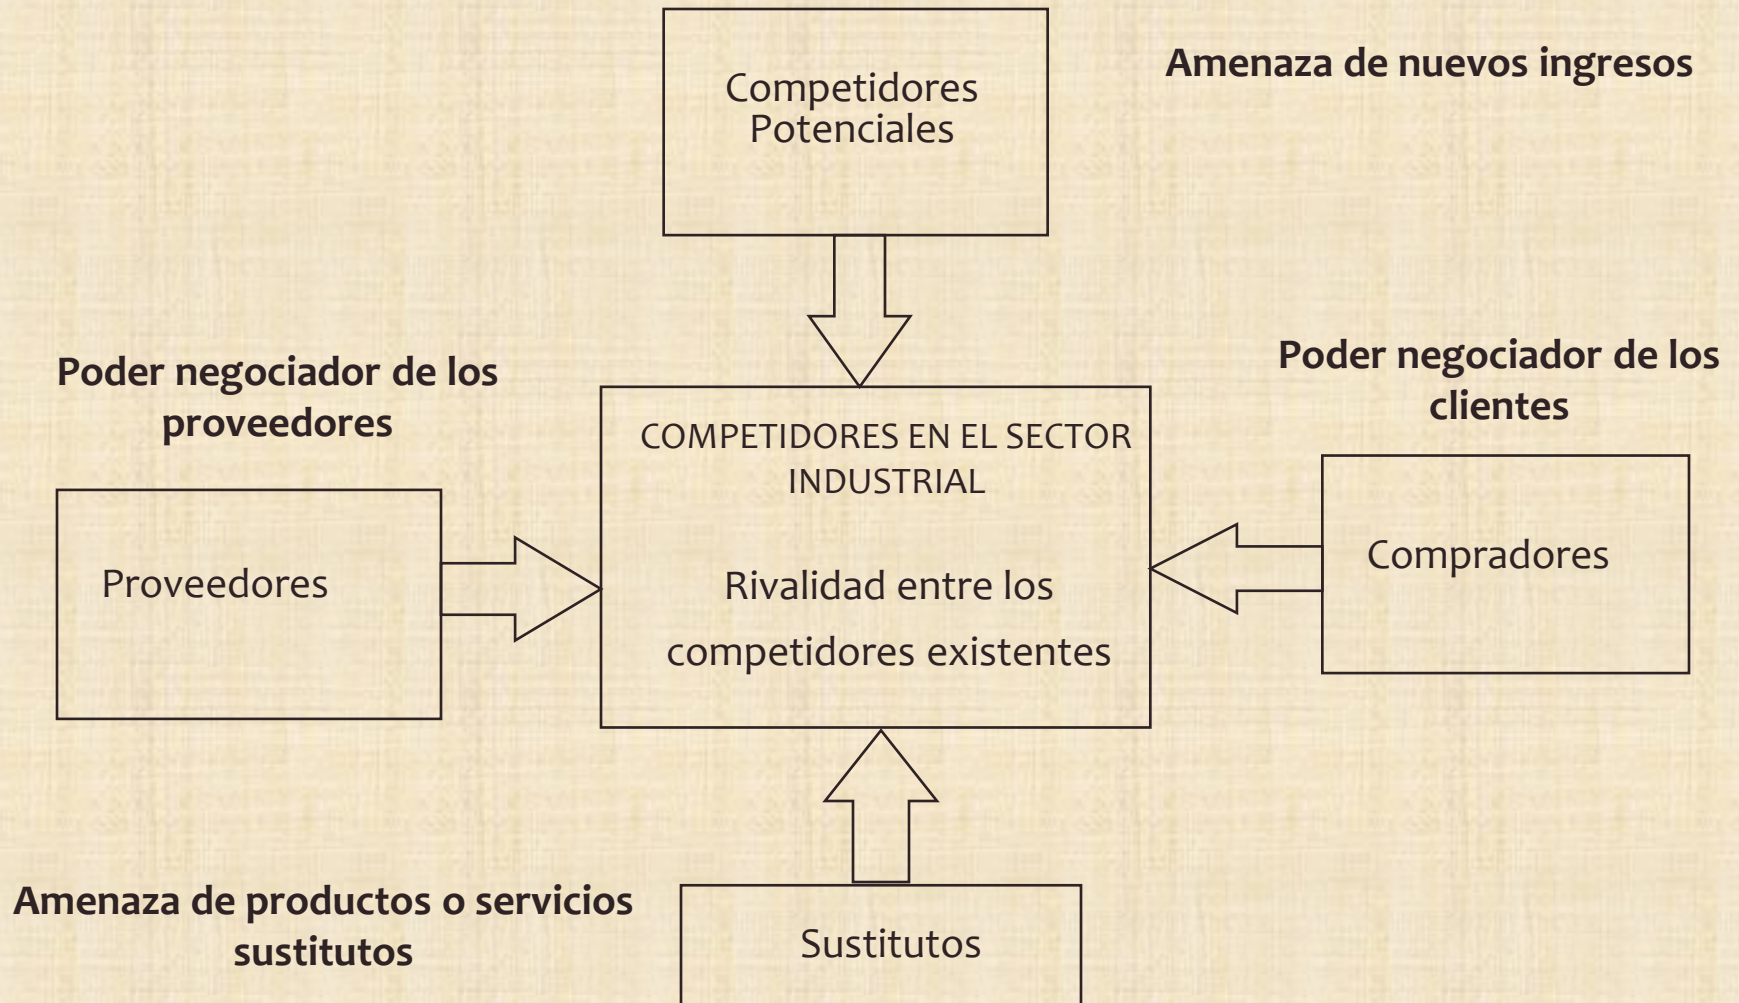 Competidores
Potenciales
Amenaza de nuevos ingresos
Poder negociador de los
proveedores
Poder negociador de los
clientes
COMPETIDORES EN EL SECTOR
INDUSTRIAL
Rivalidad entre los
competidores existentes
Proveedores
Compradores
Amenaza de productos o servicios
sustitutos
Sustitutos